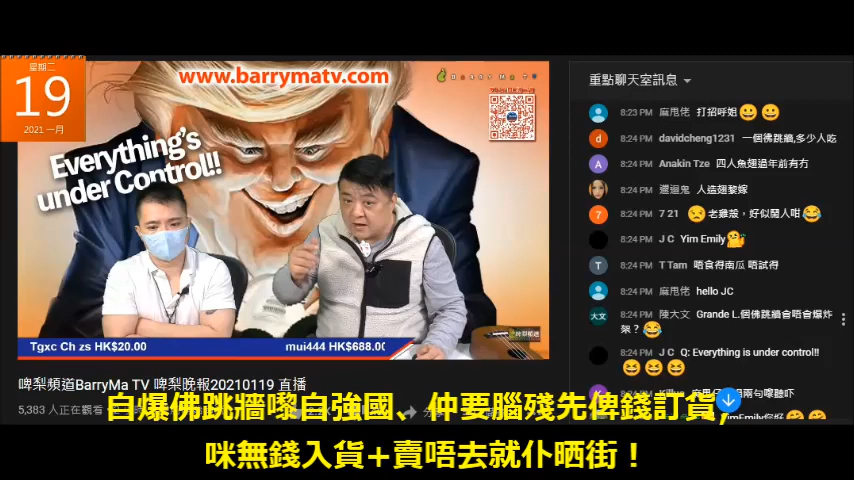 星期二
19
2021 一月
www.barrymatv.com
Everything's
under Control!!
Tgxc Ch zs HK$20.00
mui444 HK$688.00
啤梨頻道BarryMa TV 啤梨晚報20210119 直播
5,383 人正在觀看
重點聊天室訊息
8:23 PM 麻甩佬 打招呼姐
8:24 PM davidcheng1231 一個佛跳牆,多少人吃
8:24 PM Anakin Tze 四人魚翅過年前有冇
8:24 PM 邋遢鬼 人造翅黎嫁
8:24 PM 7 21 老雞殼，好似鬧人咁
8:24 PM J C Yim Emily
8:24 PM T Tam 唔食得南瓜 唔試得
8:24 PM 麻甩佬 hello JC
8:24 PM 陳大文 Grande L.個佛跳牆會唔會爆炸
架？
8:24 PM J C Q: Everything is under control!!
自爆佛跳牆嚟自強國、仲要腦殘先俾錢訂貨,
咪無錢入貨+賣唔去就仆晒街！